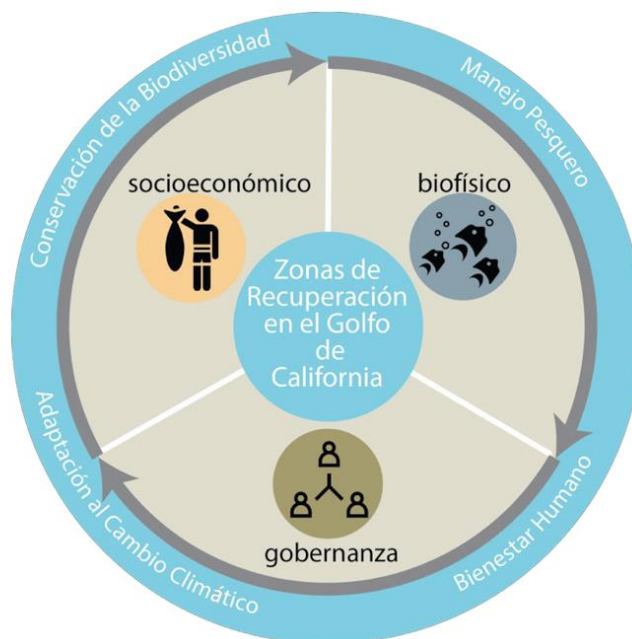 Conservación de la Biodiversidad
Manejo Pesquero
socioeconómico
biofísico
Zonas de
Recuperación
en el Golfo
de
California
gobernanza
Adaptación al Cambio Climático
Bienestar Humano